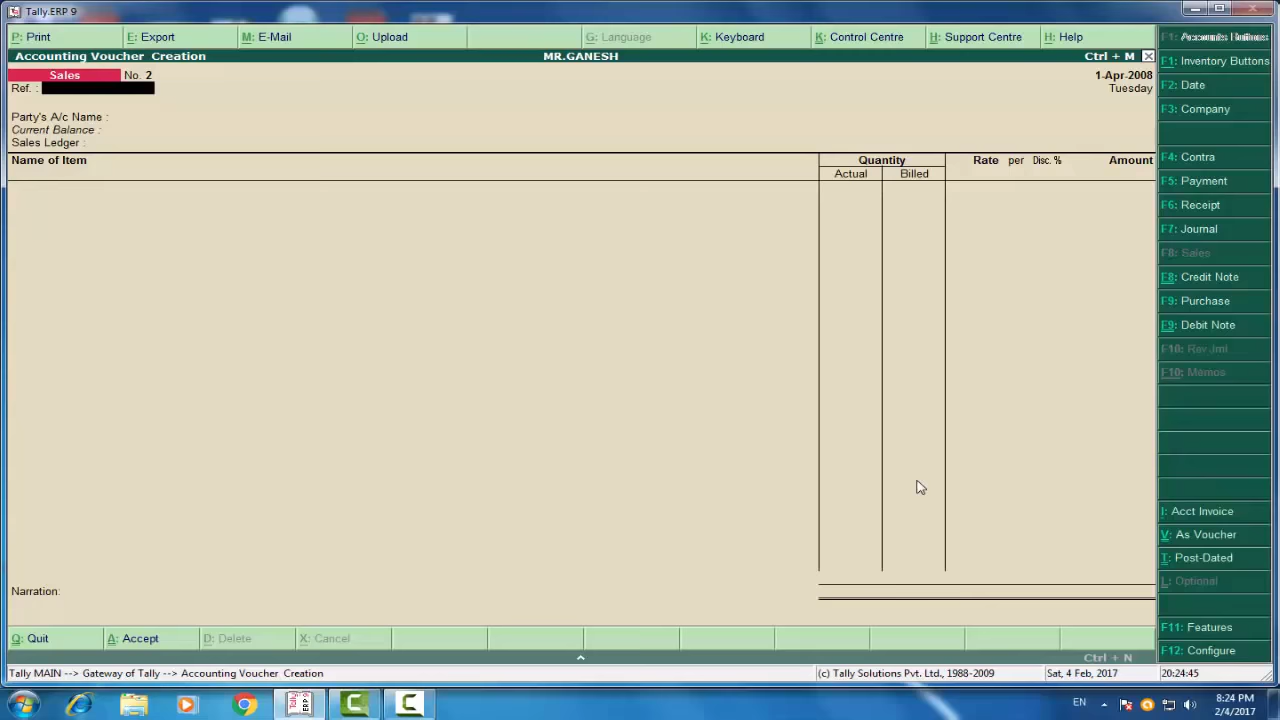 Tally.ERP 9
P: Print E: Export M: E-Mail O: Upload G: Language K: Keyboard K: Control Centre H: Support Centre H: Help
Accounting Voucher Creation MR.GANESH Ctrl + M
Sales No. 2 1-Apr-2008
Ref. : Tuesday
Party's A/c Name :
Current Balance :
Sales Ledger :
Name of Item Quantity Rate per Disc. % Amount
Actual Billed
Narration:
F1: Inventory Buttons
F2: Date
F3: Company
F4: Contra
F5: Payment
F6: Receipt
F7: Journal
F8: Sales
F8: Credit Note
F9: Purchase
F9: Debit Note
F10: Rev Jrnl
F10: Memos
I: Acct Invoice
V: As Voucher
T: Post-Dated
L: Optional
F11: Features
F12: Configure
Q: Quit A: Accept D: Delete X: Cancel
Ctrl + N
Tally MAIN --> Gateway of Tally --> Accounting Voucher Creation (c) Tally Solutions Pvt. Ltd., 1988-2009 Sat, 4 Feb, 2017 20:24:45
Tally ERP 9 EN 8:24 PM
2/4/2017